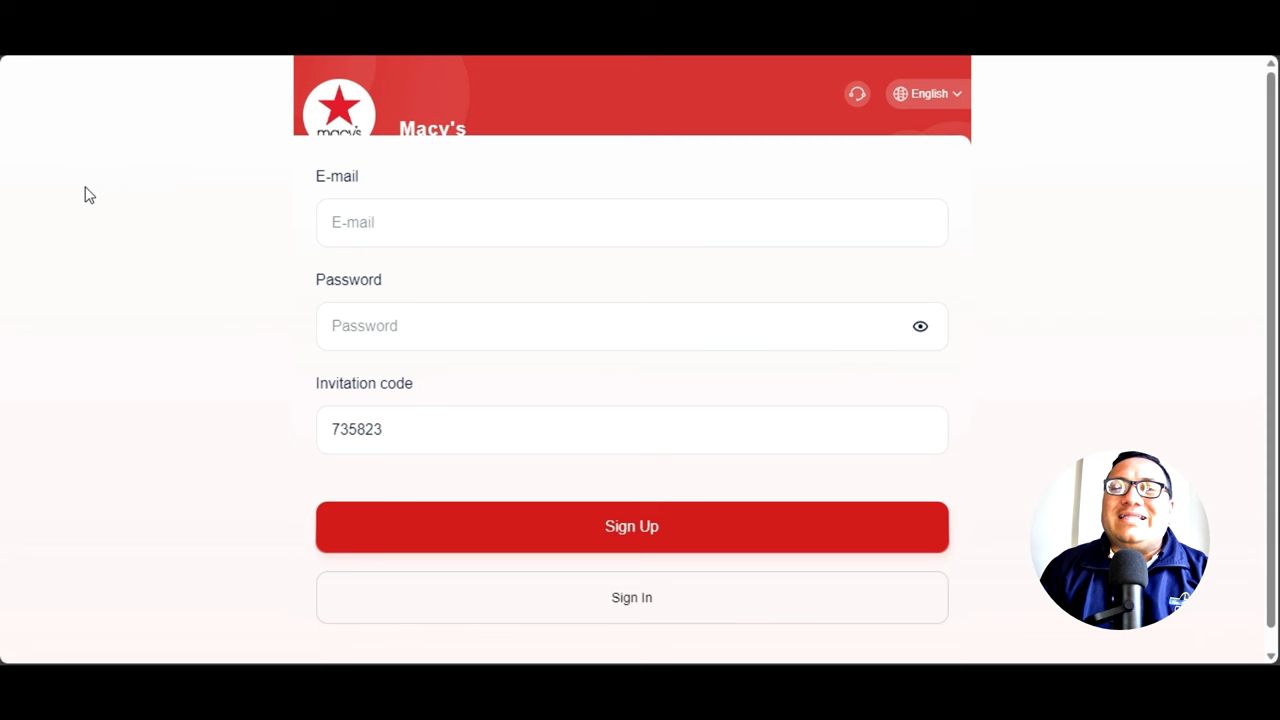 English
macy's
Macy's
E-mail
E-mail
Password
Password
Invitation code
735823
Sign Up
Sign In